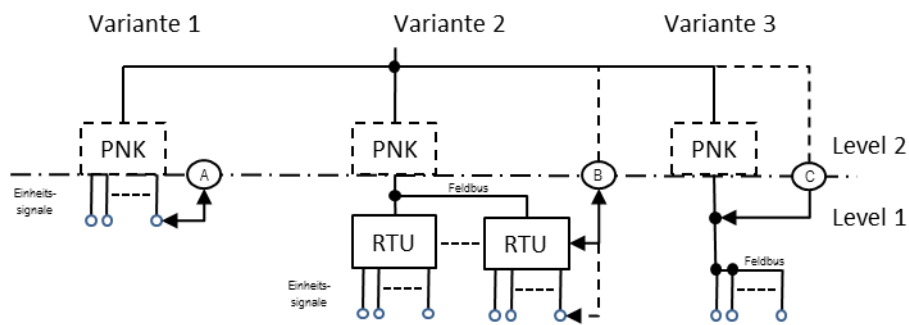 Variante 1 Variante 2 Variante 3
PNK PNK PNK
Level 2
A B C
Einheits-
signale
Feldbus
Level 1
RTU RTU
Feldbus
Einheits-
signale